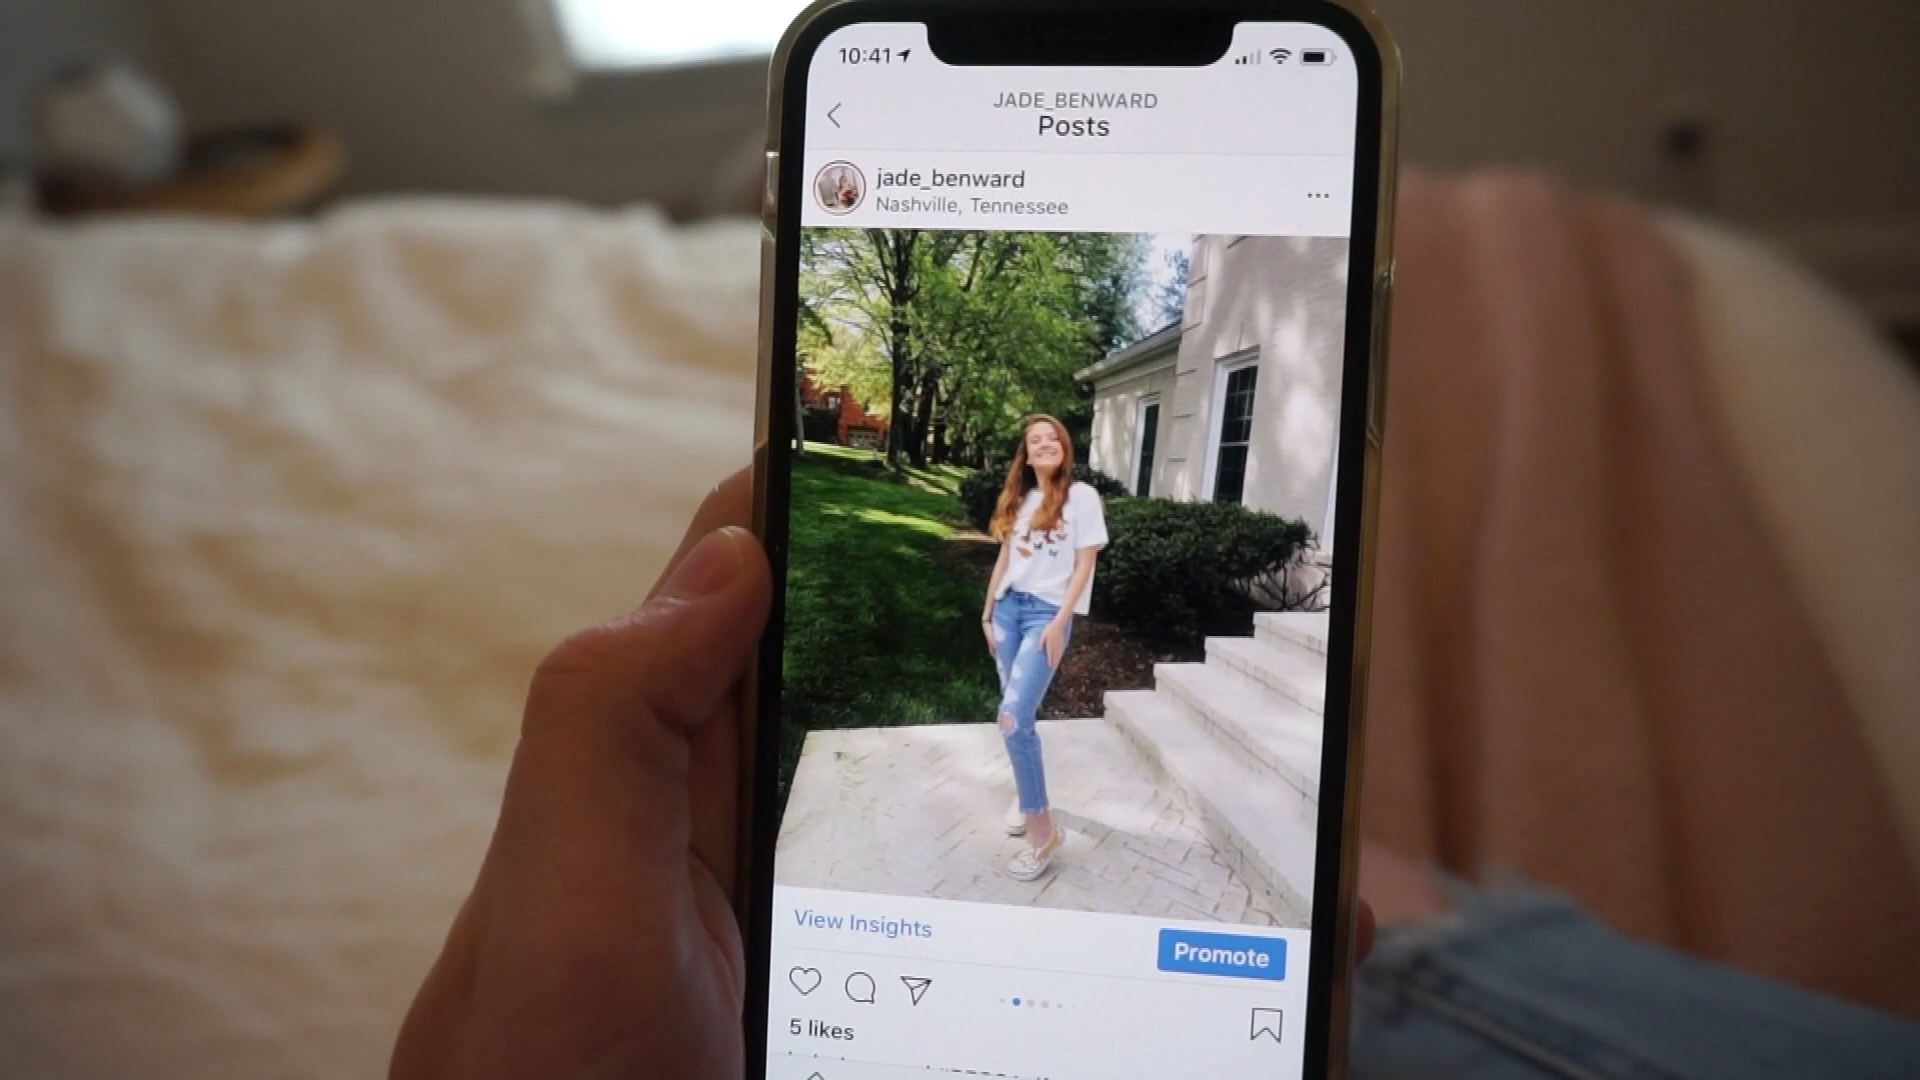 10:41
JADE_BENWARD
Posts
jade_benward
Nashville, Tennessee
View Insights
Promote
5 likes